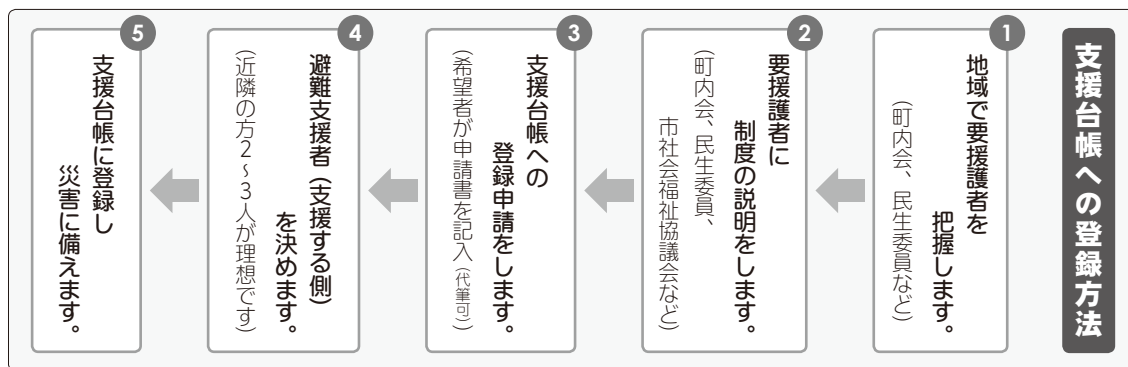 支援台帳への登録方法
1
地域で要援護者を
把握します。
(町内会、民生委員など)
2
要援護者に
制度の説明をします。
(町内会、民生委員、
市社会福祉協議会など)
3
支援台帳への
登録申請をします。
(希望者が申請書を記入(代筆可))
4
避難支援者(支援する側)
を決めます。
(近隣の方2~3人が理想です)
5
支援台帳に登録し
災害に備えます。